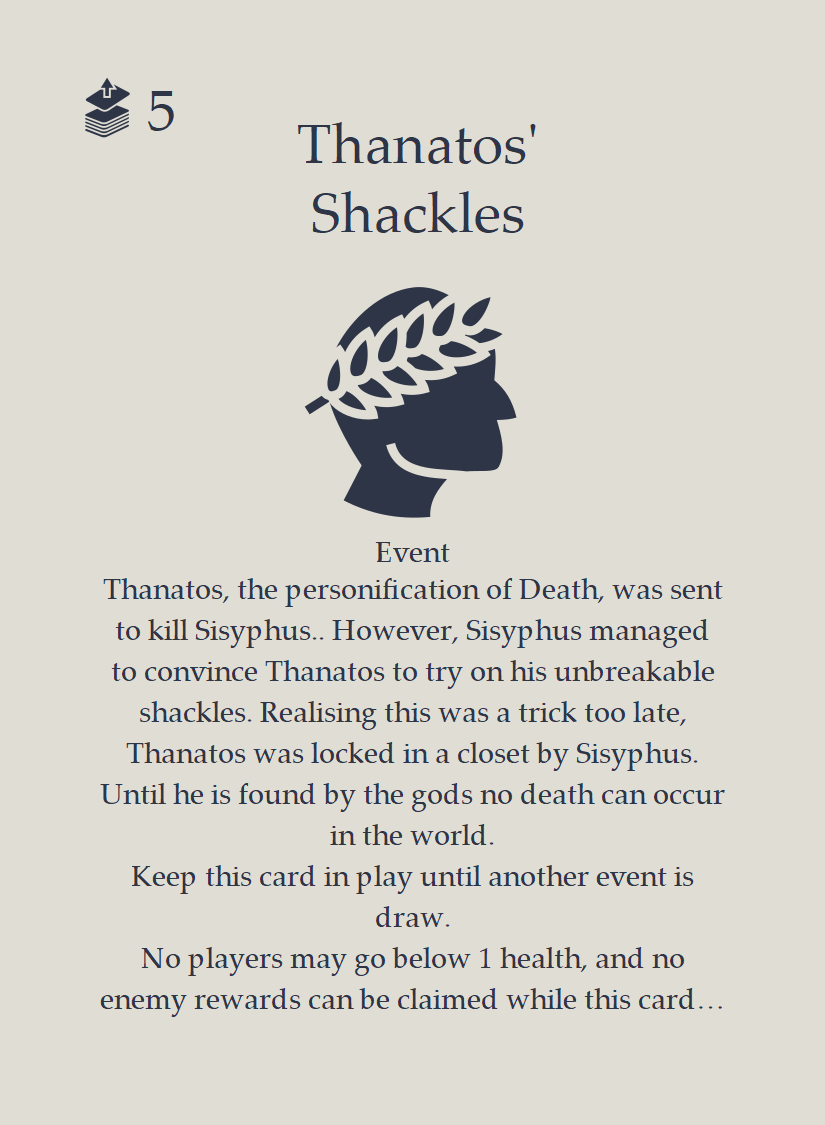 5
Thanatos'
Shackles
Event
Thanatos, the personification of Death, was sent
to kill Sisyphus.. However, Sisyphus managed
to convince Thanatos to try on his unbreakable
shackles. Realising this was a trick too late,
Thanatos was locked in a closet by Sisyphus.
Until he is found by the gods no death can occur
in the world.
Keep this card in play until another event is
draw.
No players may go below 1 health, and no
enemy rewards can be claimed while this card…